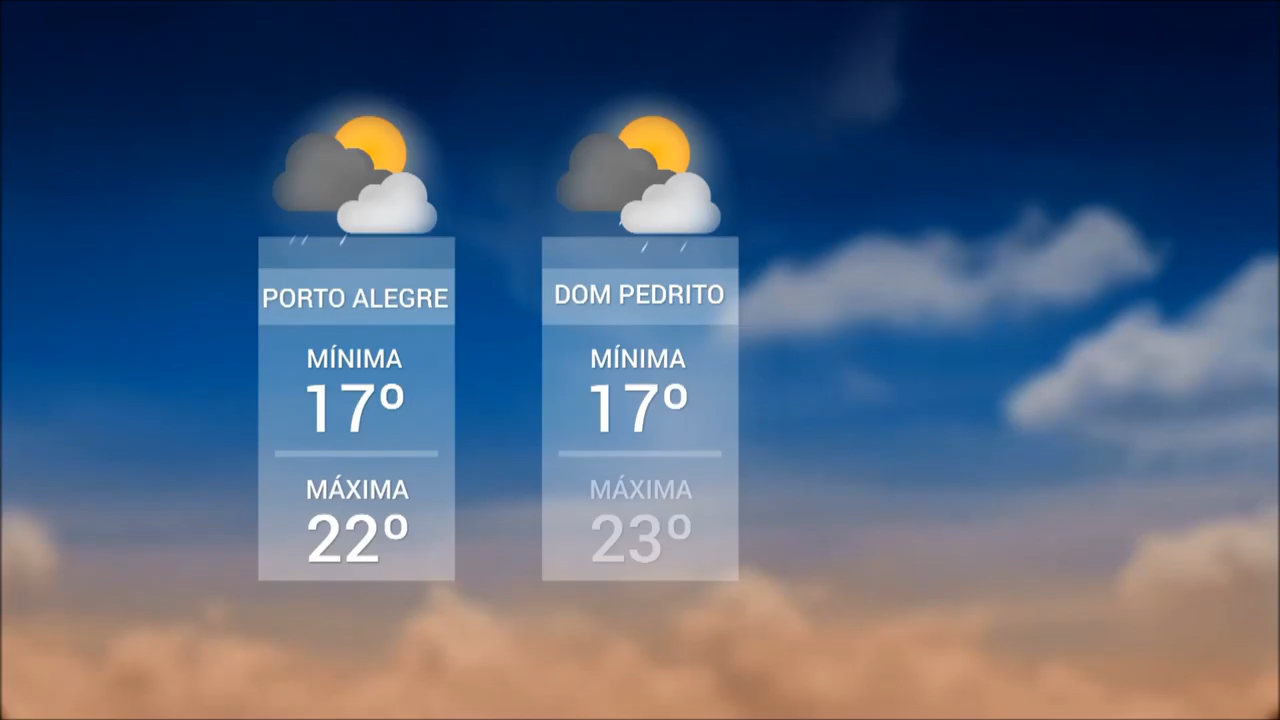 PORTO ALEGRE
MÍNIMA
17º
MÁXIMA
22º
DOM PEDRITO
MÍNIMA
17º
MÁXIMA
23º